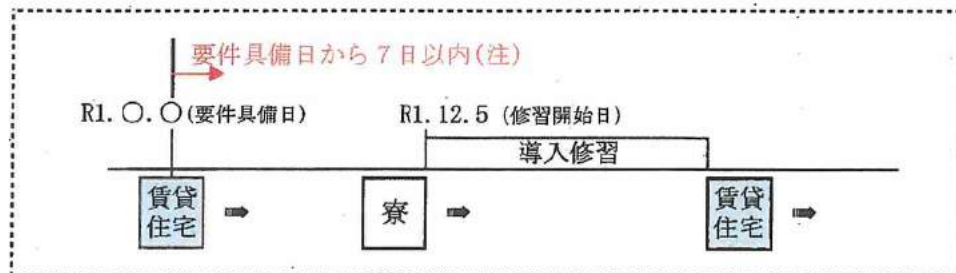 要件具備日から7日以内(注)
R1.〇.〇(要件具備日)
R1.12.5 (修習開始日)
導入修習
賃貸
住宅
寮
賃貸
住宅